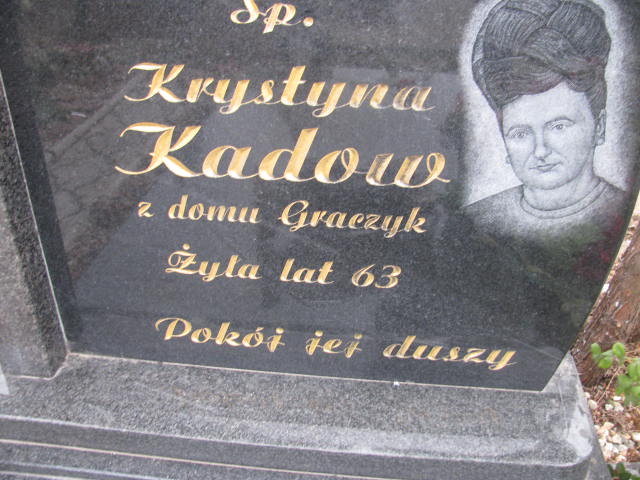 Śp.
Krystyna
Kadow
z domu Graczyk
Żyła lat 63
Pokój jej duszy